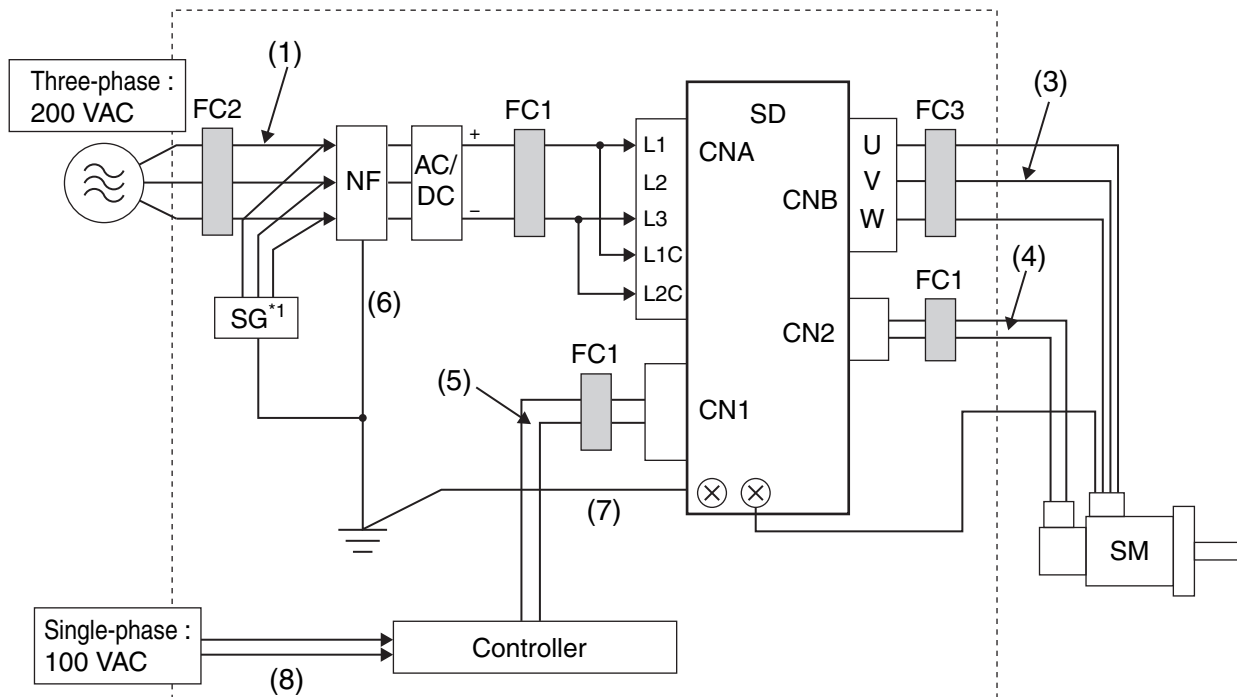 (1)
Three-phase :
200 VAC
FC2
FC1
SD
FC3
(3)
+
L1
CNA
U
NF
AC/
DC
L2
V
CNB
−
L3
W
L1C
(4)
(6)
FC1
SG*1
L2C
CN2
FC1
(5)
CN1
(7)
SM
Single-phase :
100 VAC
Controller
(8)